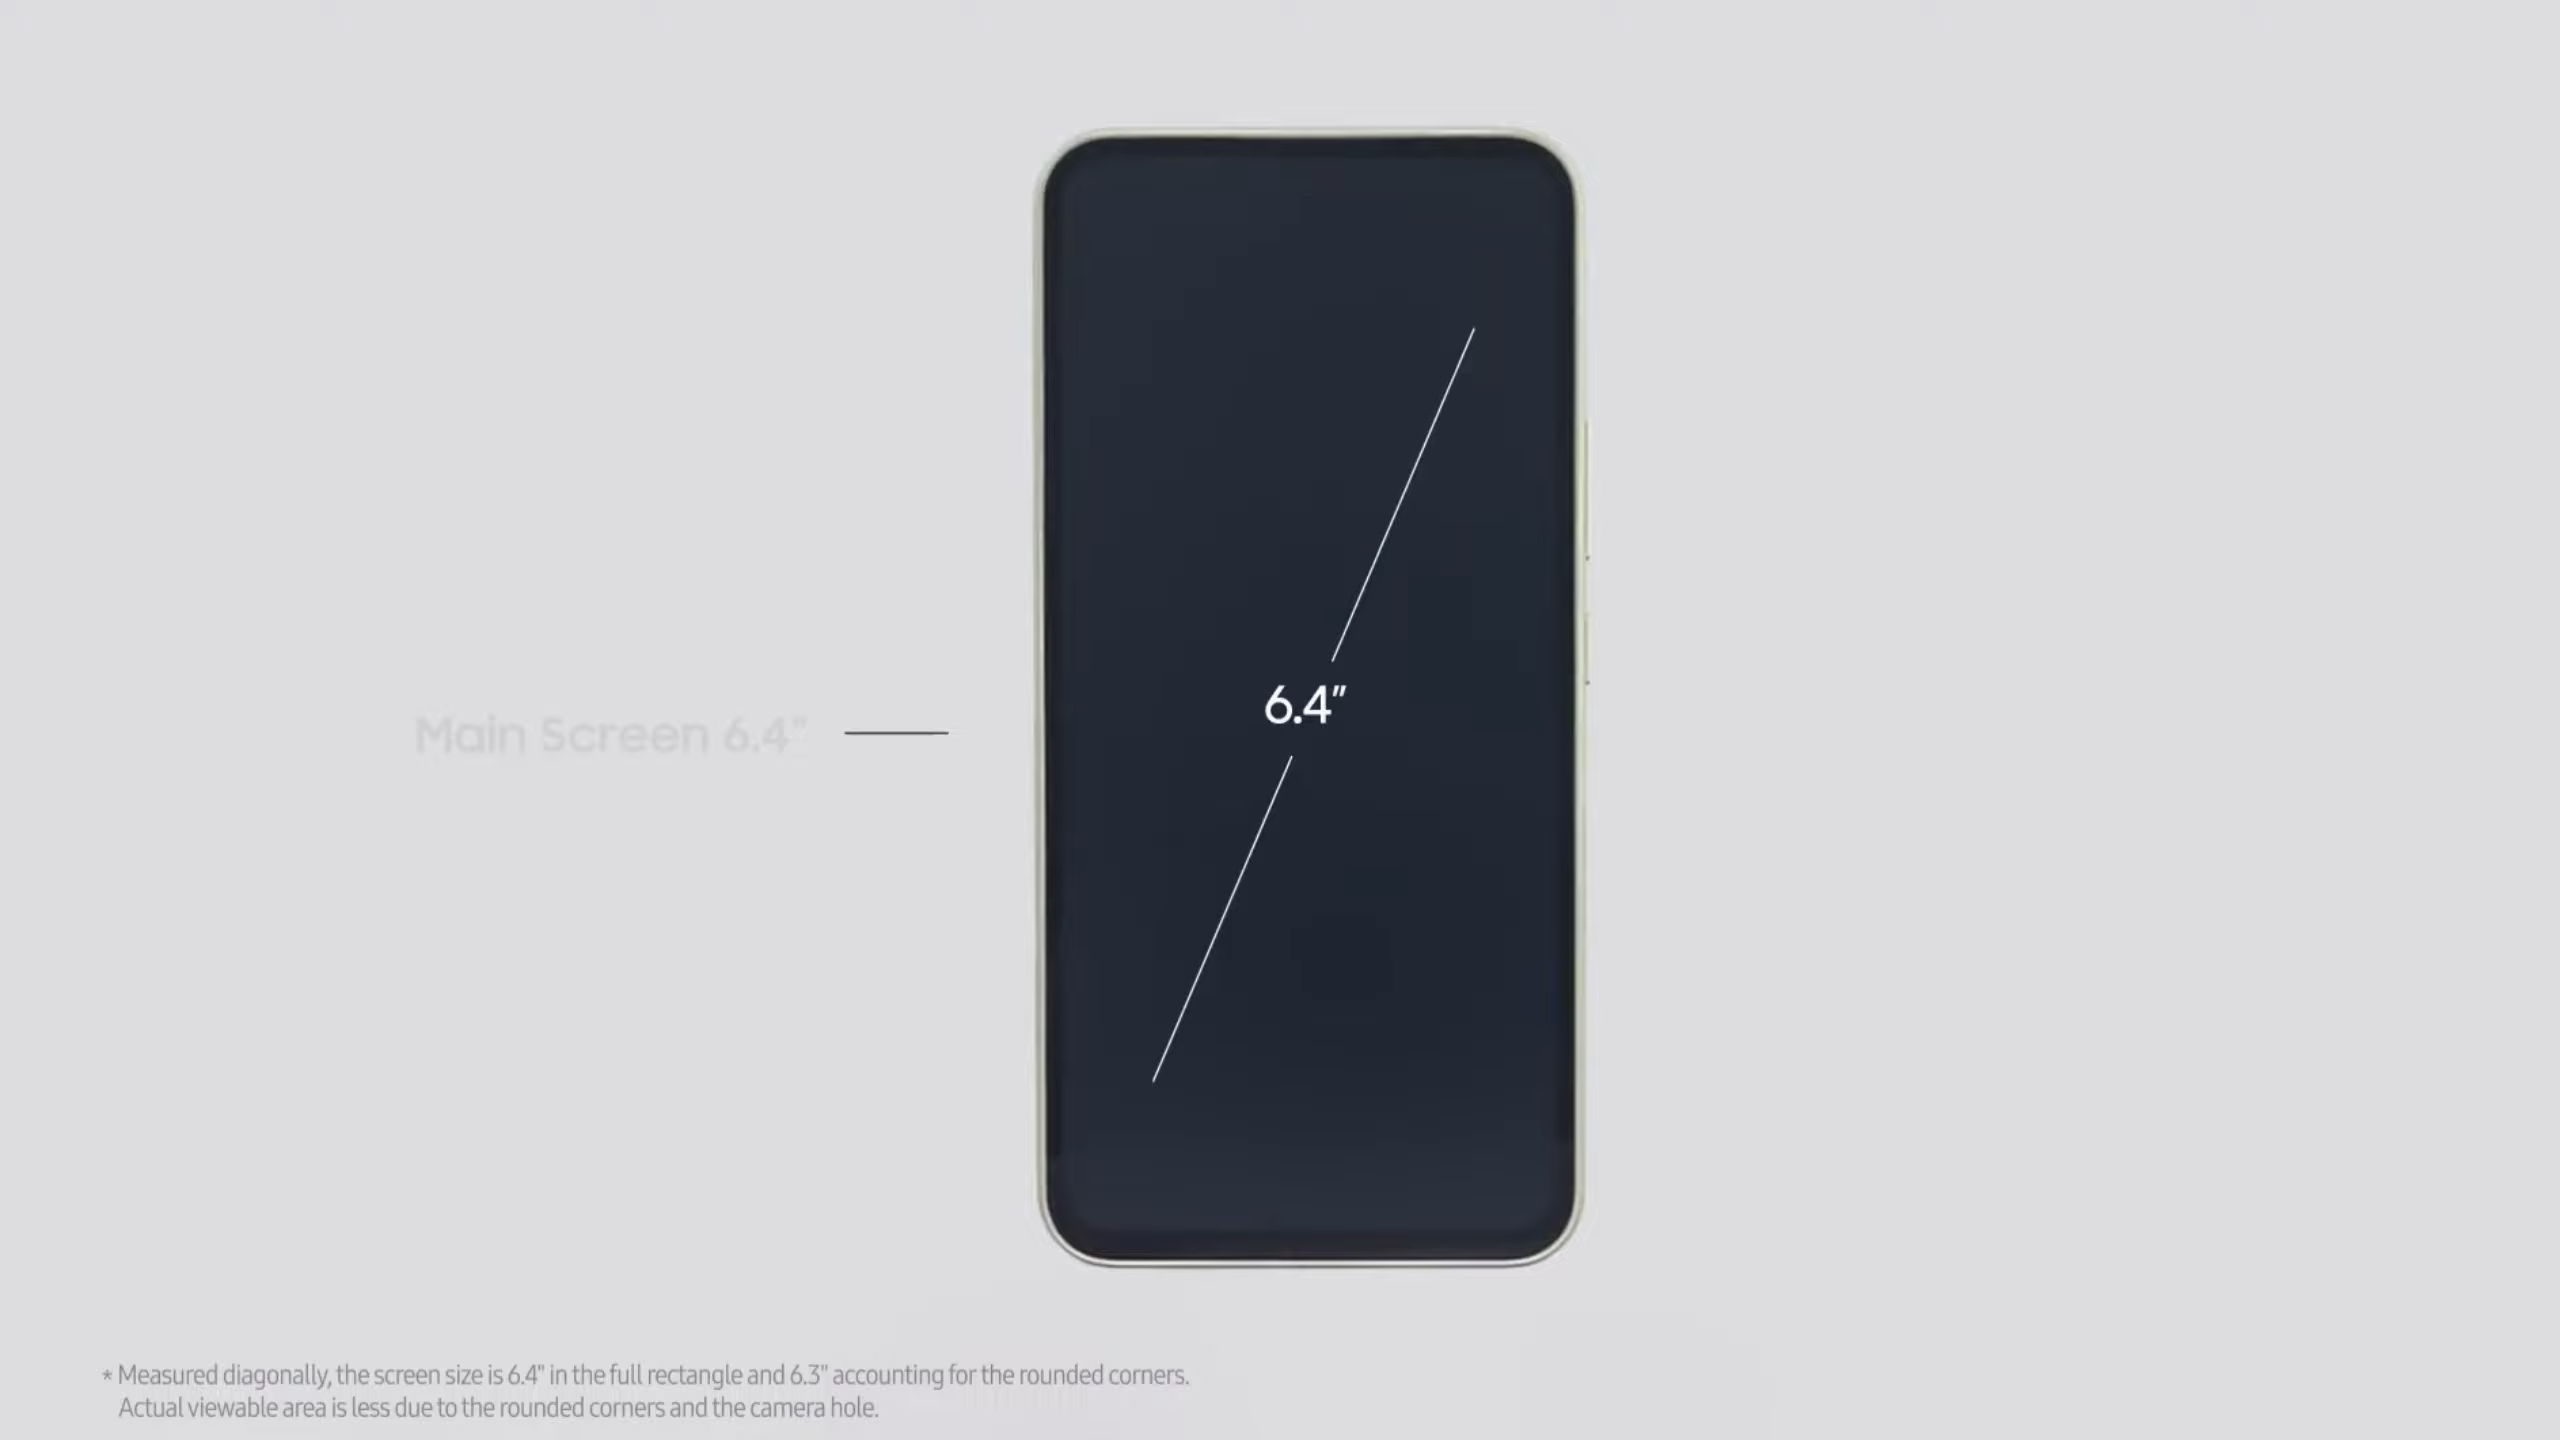 Main Screen 6.4"
6.4"
* Measured diagonally, the screen size is 6.4" in the full rectangle and 6.3" accounting for the rounded corners.
Actual viewable area is less due to the rounded corners and the camera hole.